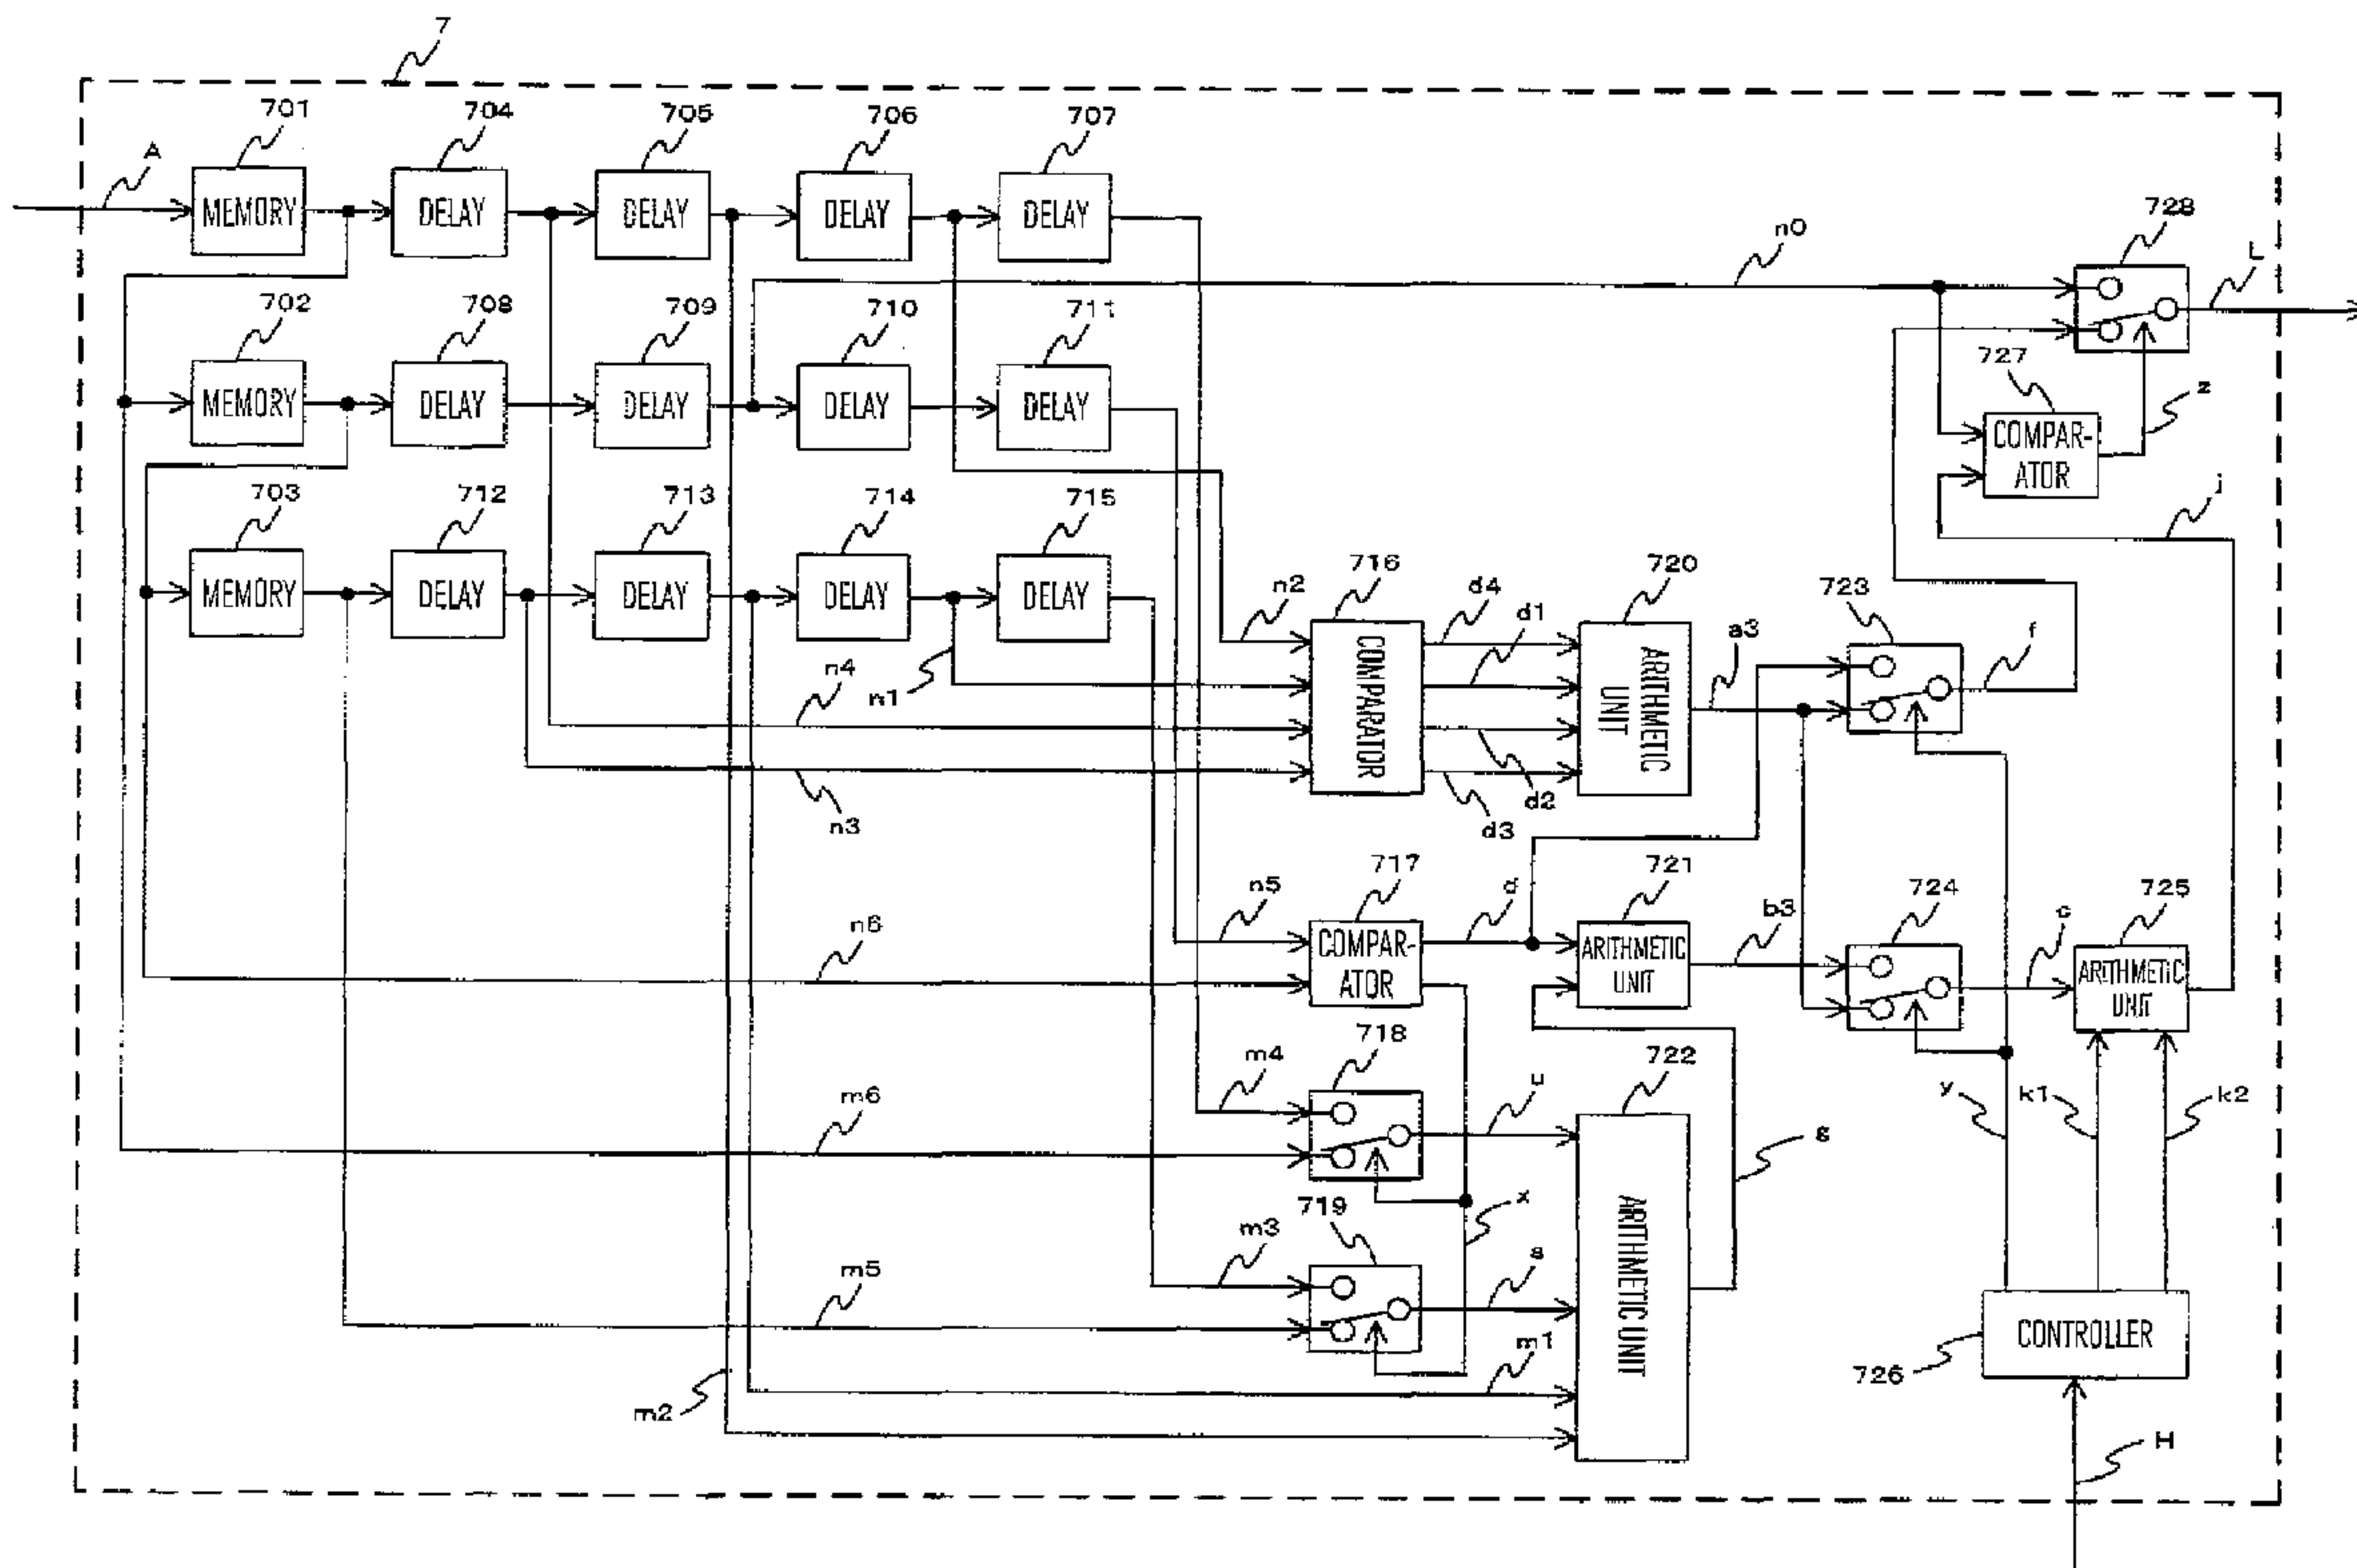 7
701
704
705
706
707
A
MEMORY
DELAY
DELAY
DELAY
DELAY
n0
728
L
702
708
709
710
711
MEMORY
DELAY
DELAY
DELAY
DELAY
727
z
COMPAR-
ATOR
j
703
712
713
714
715
MEMORY
DELAY
DELAY
DELAY
DELAY
n2
716
d4
d1
720
723
n4
n1
COMPARATOR
ARITHMETIC
UNIT
a3
f
n3
d2
d3
717
721
n6
n5
COMPAR-
ATOR
d
ARITHMETIC
UNIT
b3
724
c
725
ARITHMETIC
UNIT
718
m6
m4
u
722
y
k1
k2
g
719
x
m5
m3
s
ARITHMETIC UNIT
m1
m2
CONTROLLER
726
H